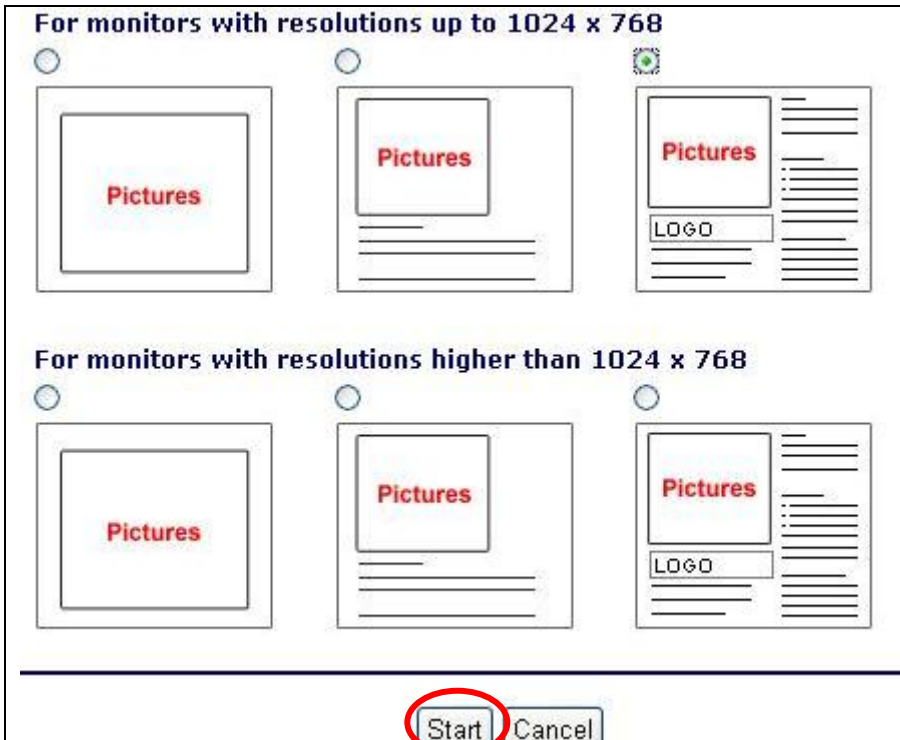 For monitors with resolutions up to 1024 x 768
Pictures
Pictures
Pictures
LOGO
For monitors with resolutions higher than 1024 x 768
Pictures
Pictures
Pictures
LOGO
Start Cancel